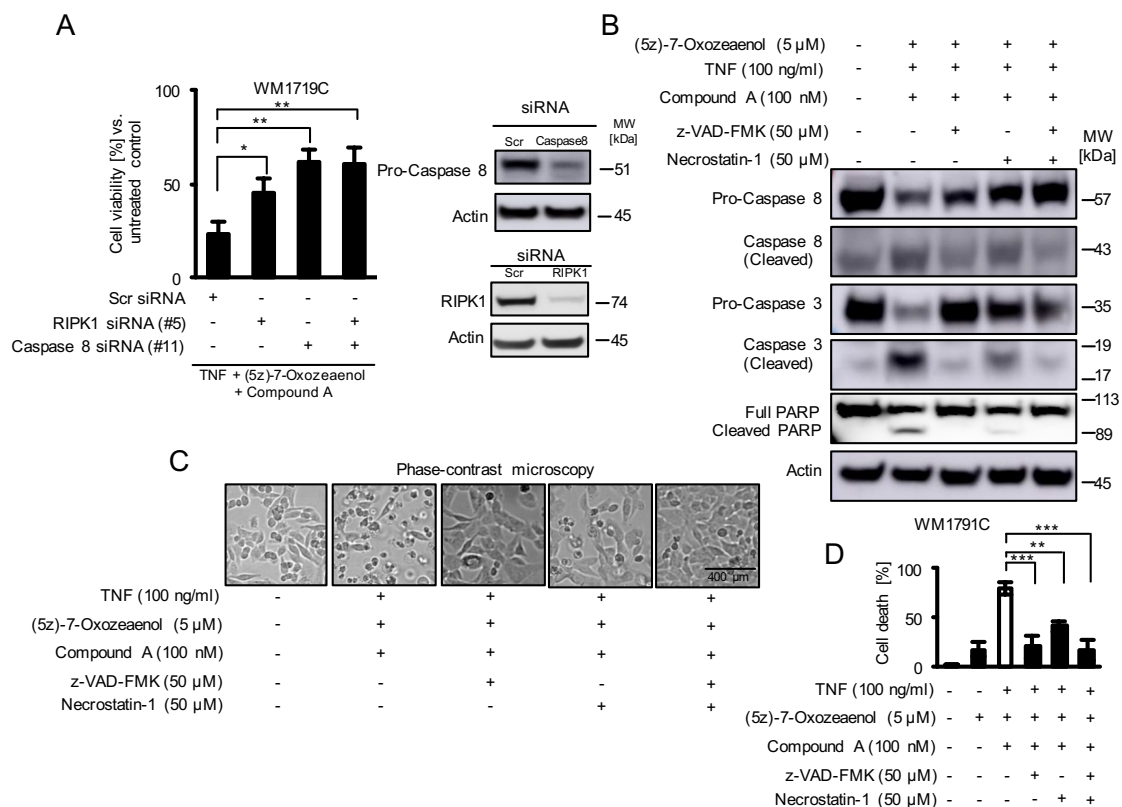 A
WM1719C
Cell viability [%] vs.
untreated control
100
50
0
*
**
**
Scr siRNA + - - -
RIPK1 siRNA (#5) - + - +
Caspase 8 siRNA (#11) - - + +
TNF + (5z)-7-Oxozeaenol
+ Compound A
siRNA
Scr Caspase8
MW
[kDa]
Pro-Caspase 8 51
Actin 45
siRNA
Scr RIPK1
RIPK1 74
Actin 45
B
(5z)-7-Oxozeaenol (5 µM) - + + + +
TNF (100 ng/ml) - + + + +
Compound A (100 nM) - + + + +
z-VAD-FMK (50 µM) - - + - +
Necrostatin-1 (50 µM) - - - + +
MW
[kDa]
Pro-Caspase 8 57
Caspase 8
(Cleaved)
43
Pro-Caspase 3 35
Caspase 3
(Cleaved)
19
17
Full PARP 113
Cleaved PARP 89
Actin 45
C
Phase-contrast microscopy
400 µm
TNF (100 ng/ml) - + + + +
(5z)-7-Oxozeaenol (5 µM) - + + + +
Compound A (100 nM) - + + + +
z-VAD-FMK (50 µM) - - + - +
Necrostatin-1 (50 µM) - - - + +
D
WM1791C
Cell death [%]
100
50
0
***
**
***
TNF (100 ng/ml) - - + + + +
(5z)-7-Oxozeaenol (5 µM) - + + + + +
Compound A (100 nM) - - + + + +
z-VAD-FMK (50 µM) - - - + - +
Necrostatin-1 (50 µM) - - - - + +